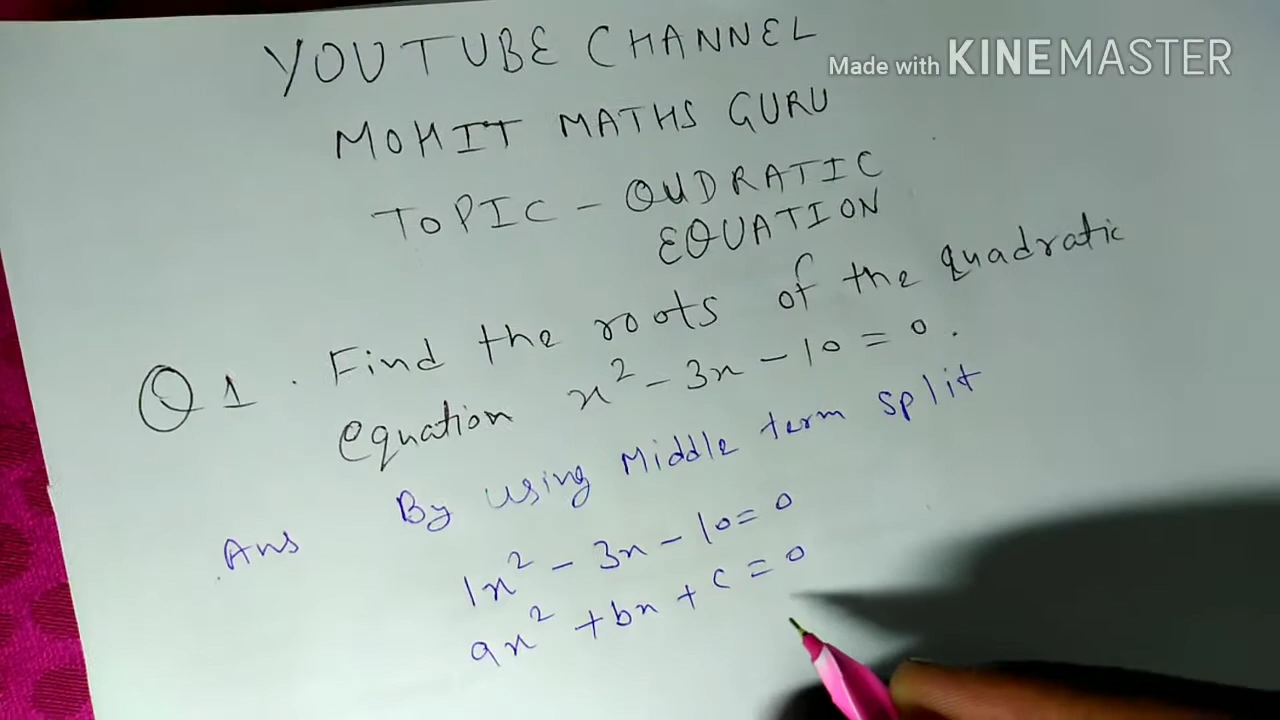 YOUTUBE CHANNEL
Made with KINEMASTER
MOHIT MATHS GURU
TOPIC - QUDRATIC
EQUATION
Q 1. Find the roots of the quadratic
equation x² - 3x - 10 = 0.
Ans By using Middle term split
1x² - 3x - 10 = 0
ax² + bx + c = 0